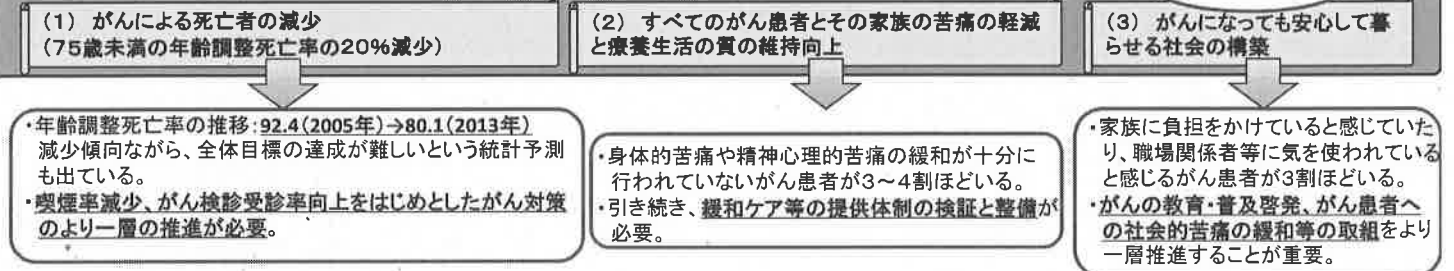 (1) がんによる死亡者の減少
(75歳未満の年齢調整死亡率の20%減少)
・年齢調整死亡率の推移:92.4(2005年)→80.1(2013年)
減少傾向ながら、全体目標の達成が難しいという統計予測
も出ている。
・喫煙率減少、がん検診受診率向上をはじめとしたがん対策
のより一層の推進が必要。
(2) すべてのがん患者とその家族の苦痛の軽減
と療養生活の質の維持向上
・身体的苦痛や精神心理的苦痛の緩和が十分に
行われていないがん患者が3～4割ほどいる。
・引き続き、緩和ケア等の提供体制の検証と整備が
必要。
(3) がんになっても安心して暮
らせる社会の構築
・家族に負担をかけていると感じていた
り、職場関係者等に気を使われている
と感じるがん患者が3割ほどいる。
・がんの教育・普及啓発、がん患者へ
の社会的苦痛の緩和等の取組をより
一層推進することが重要。